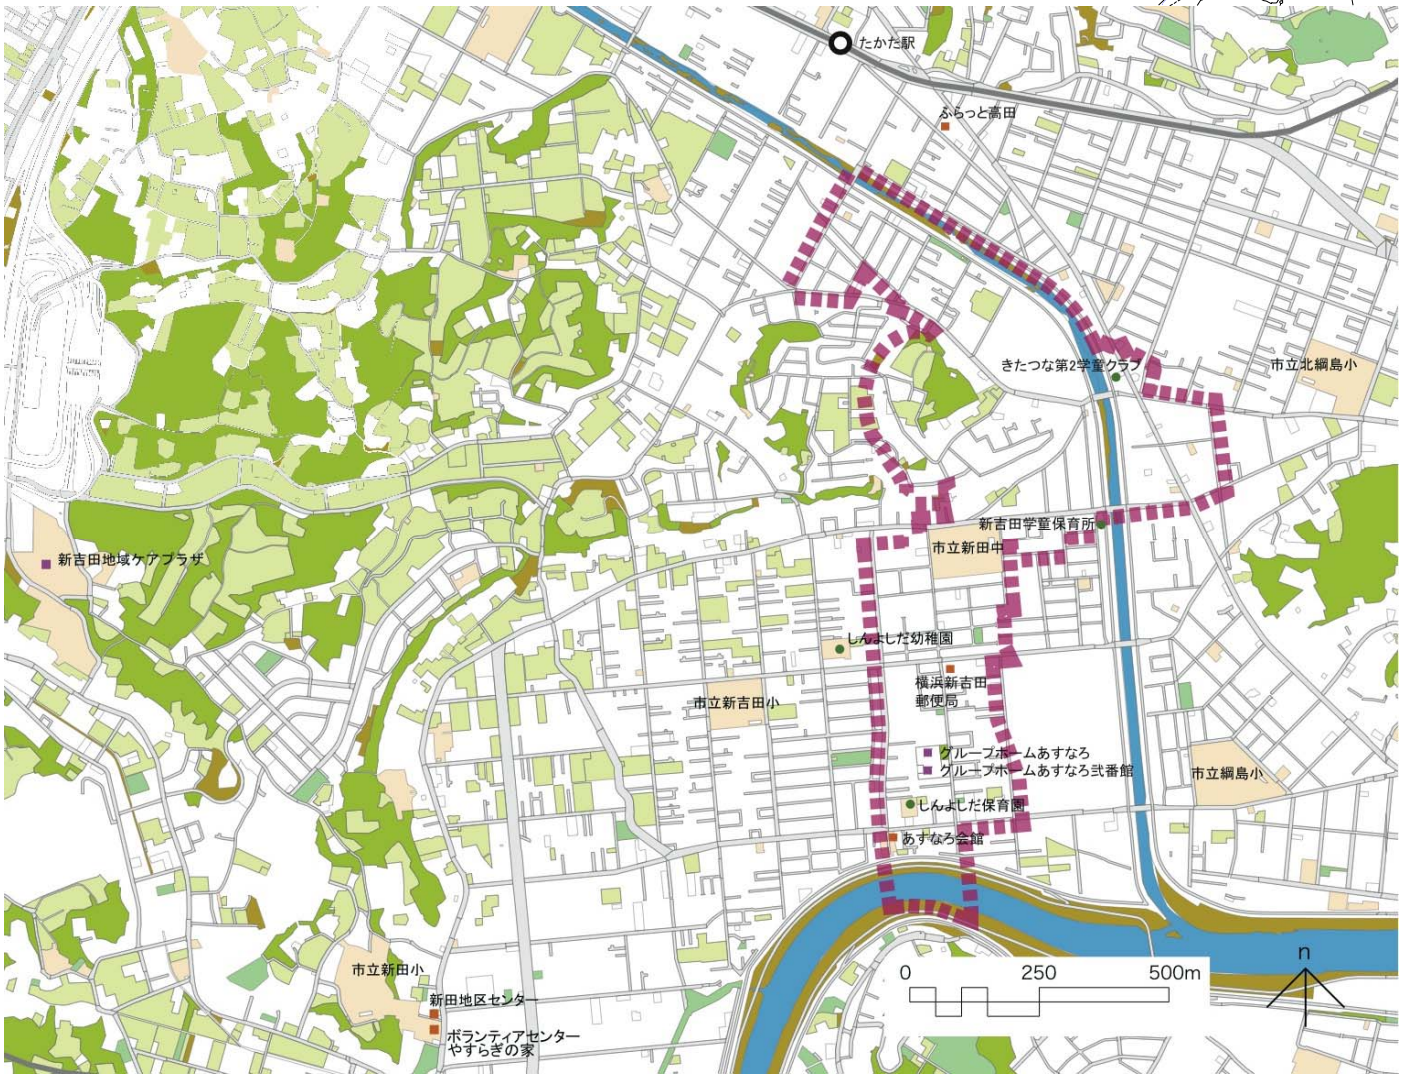 たかだ駅
ふらっと高田
きたつな第2学童クラブ
市立北綱島小
新吉田学童保育所
市立新田中
新吉田地域ケアプラザ
しんよしだ幼稚園
横浜新吉田
郵便局
市立新吉田小
グループホームあすなろ
グループホームあすなろ弐番館
市立綱島小
しんよしだ保育園
あすなろ会館
市立新田小
新田地区センター
ボランティアセンター
やすらぎの家
0 250 500m
n